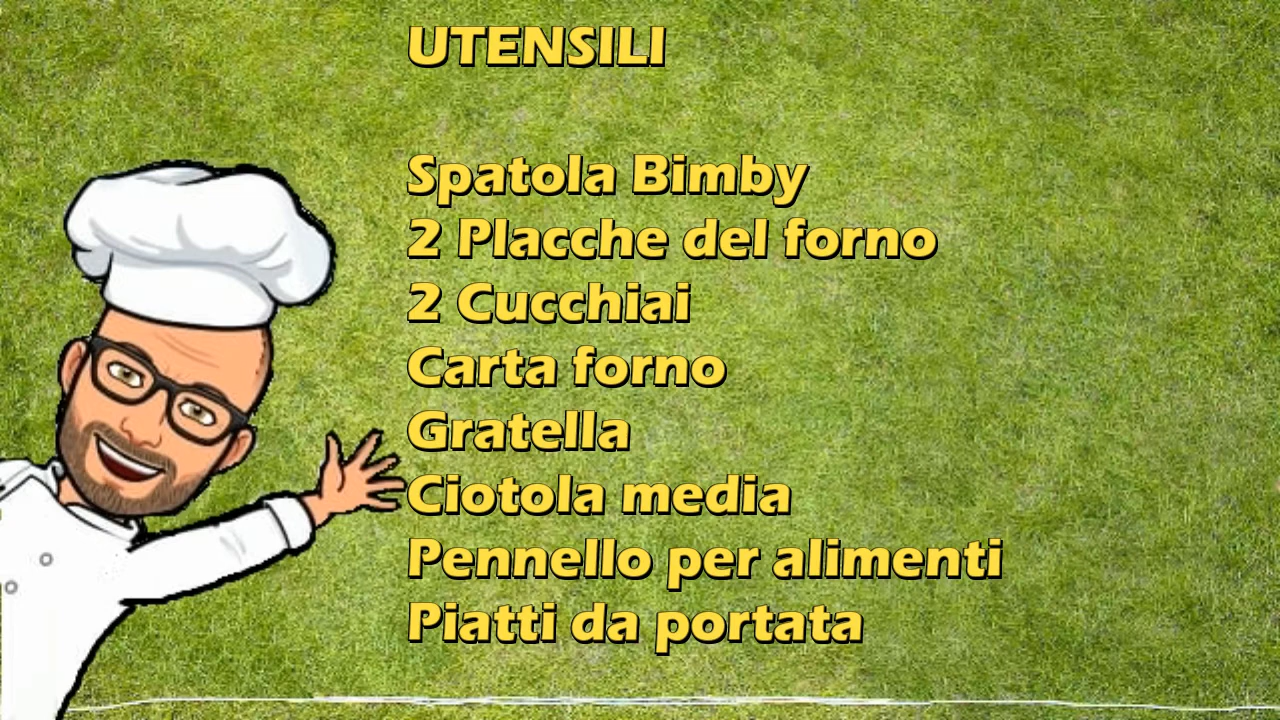 UTENSILI
Spatola Bimby
2 Placche del forno
2 Cucchiai
Carta forno
Gratella
Ciotola media
Pennello per alimenti
Piatti da portata